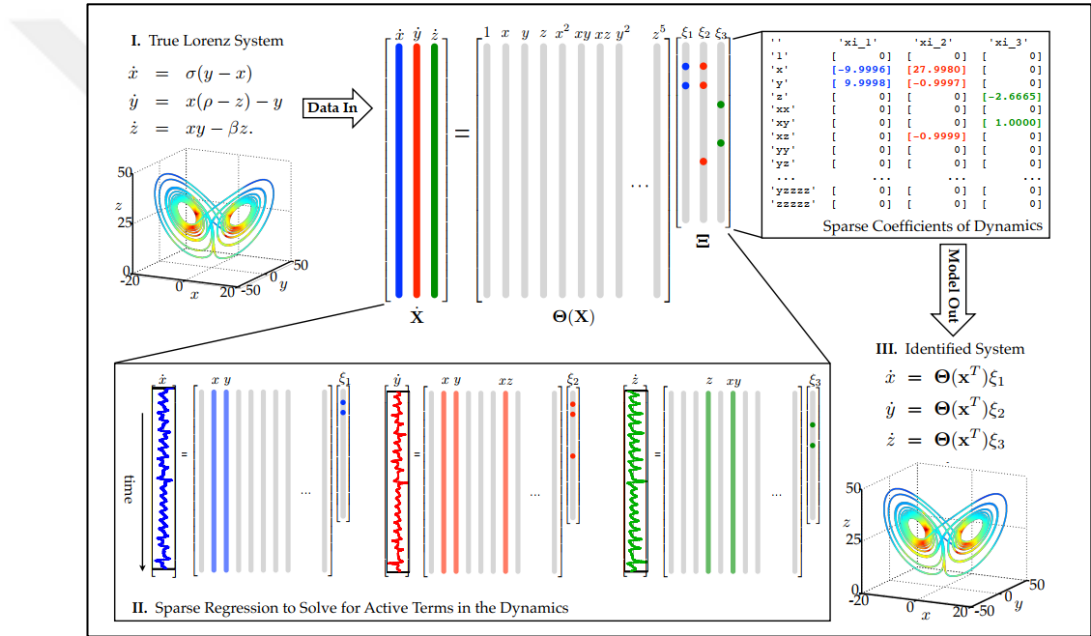 I. True Lorenz System
ẋ = σ(y − x)
ẏ = x(ρ − z) − y
ż = xy − βz.
50
z
25
0
-20
0
x
20
-50
0
y
50
Data In
ẋ ẏ ż
Ẋ
=
1 x y z x² xy xz y² z⁵
...
Θ(X)
ξ₁ ξ₂ ξ₃
Ξ
'' 'xi_1' 'xi_2' 'xi_3'
'1' [ 0] [ 0] [ 0]
'x' [-9.9996] [27.9980] [ 0]
'y' [ 9.9998] [-0.9997] [ 0]
'z' [ 0] [ 0] [-2.6665]
'xx' [ 0] [ 0] [ 0]
'xy' [ 0] [ 0] [ 1.0000]
'xz' [ 0] [-0.9999] [ 0]
'yy' [ 0] [ 0] [ 0]
'yz' [ 0] [ 0] [ 0]
... ... ... ...
'yzzzz' [ 0] [ 0] [ 0]
'zzzzz' [ 0] [ 0] [ 0]
Sparse Coefficients of Dynamics
Model Out
time
ẋ
=
x y
...
ξ₁
ẏ
=
x y xz
...
ξ₂
ż
=
z xy
...
ξ₃
II. Sparse Regression to Solve for Active Terms in the Dynamics
III. Identified System
ẋ = Θ(xᵀ)ξ₁
ẏ = Θ(xᵀ)ξ₂
ż = Θ(xᵀ)ξ₃
50
z
25
0
-20
0
x
20
-50
0
y
50